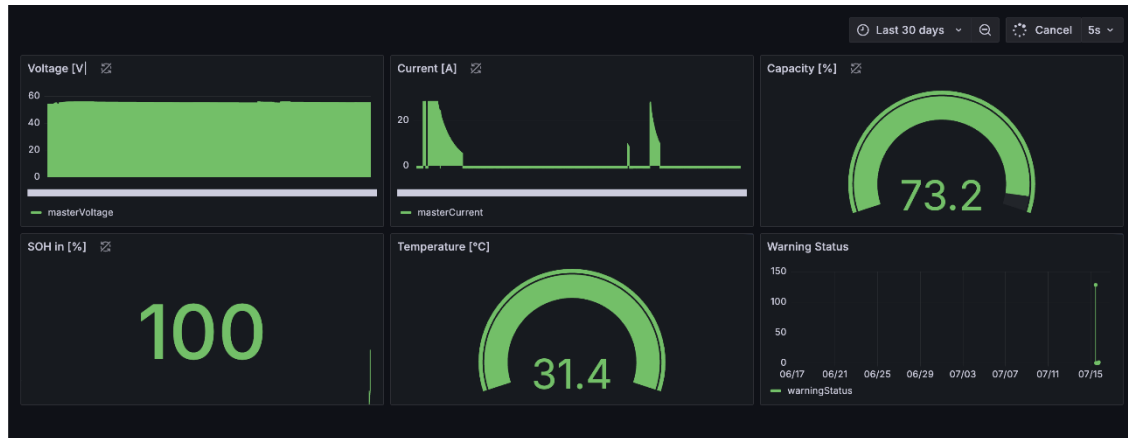 Last 30 days
Cancel
5s
Voltage [V]
60
40
20
0
masterVoltage
Current [A]
20
0
masterCurrent
Capacity [%]
73.2
SOH in [%]
100
Temperature [°C]
31.4
Warning Status
150
100
50
0
06/17 06/21 06/25 06/29 07/03 07/07 07/11 07/15
warningStatus